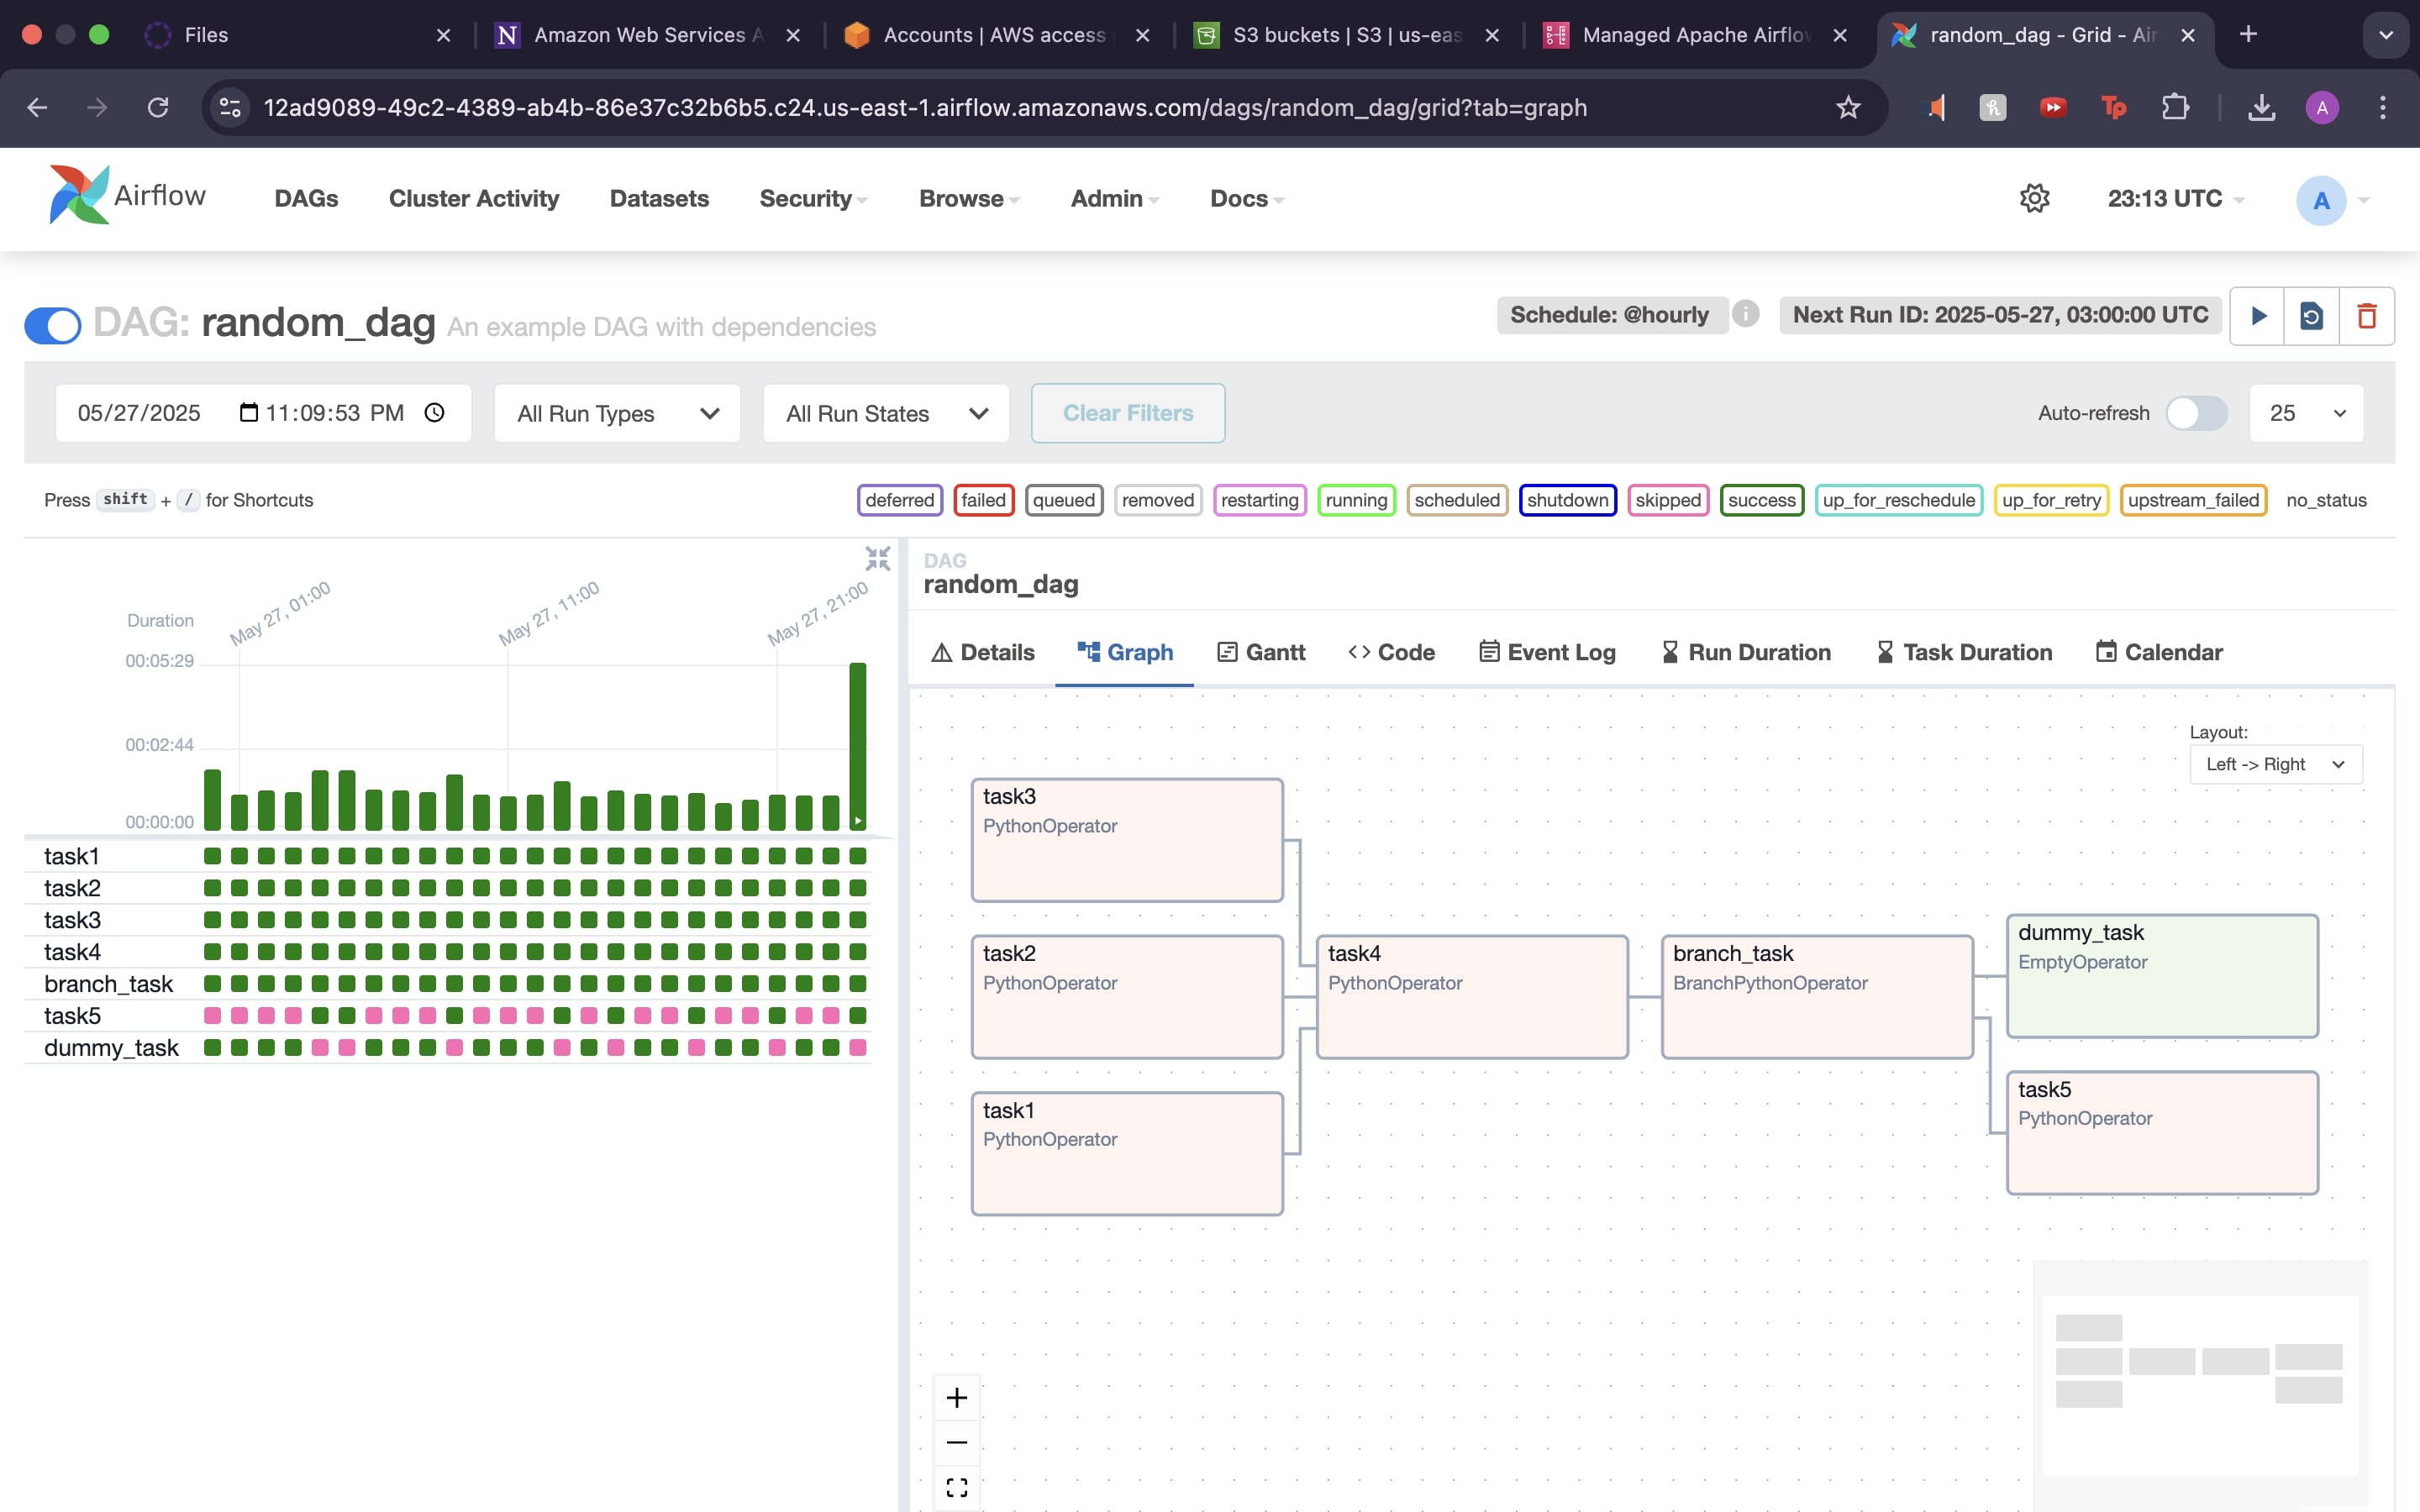 Files
Amazon Web Services A
Accounts | AWS access
S3 buckets | S3 | us-eas
Managed Apache Airflow
random_dag - Grid - Air
12ad9089-49c2-4389-ab4b-86e37c32b6b5.c24.us-east-1.airflow.amazonaws.com/dags/random_dag/grid?tab=graph
A
Airflow
DAGs
Cluster Activity
Datasets
Security
Browse
Admin
Docs
23:13 UTC
A
DAG: random_dag An example DAG with dependencies
Schedule: @hourly
Next Run ID: 2025-05-27, 03:00:00 UTC
05/27/2025 11:09:53 PM
All Run Types
All Run States
Clear Filters
Auto-refresh
25
Press shift + / for Shortcuts
deferred
failed
queued
removed
restarting
running
scheduled
shutdown
skipped
success
up_for_reschedule
up_for_retry
upstream_failed
no_status
Duration
May 27, 01:00
May 27, 11:00
May 27, 21:00
00:05:29
00:02:44
00:00:00
task1
task2
task3
task4
branch_task
task5
dummy_task
DAG
random_dag
Details
Graph
Gantt
Code
Event Log
Run Duration
Task Duration
Calendar
Layout:
Left -> Right
task3
PythonOperator
task2
PythonOperator
task1
PythonOperator
task4
PythonOperator
branch_task
BranchPythonOperator
dummy_task
EmptyOperator
task5
PythonOperator